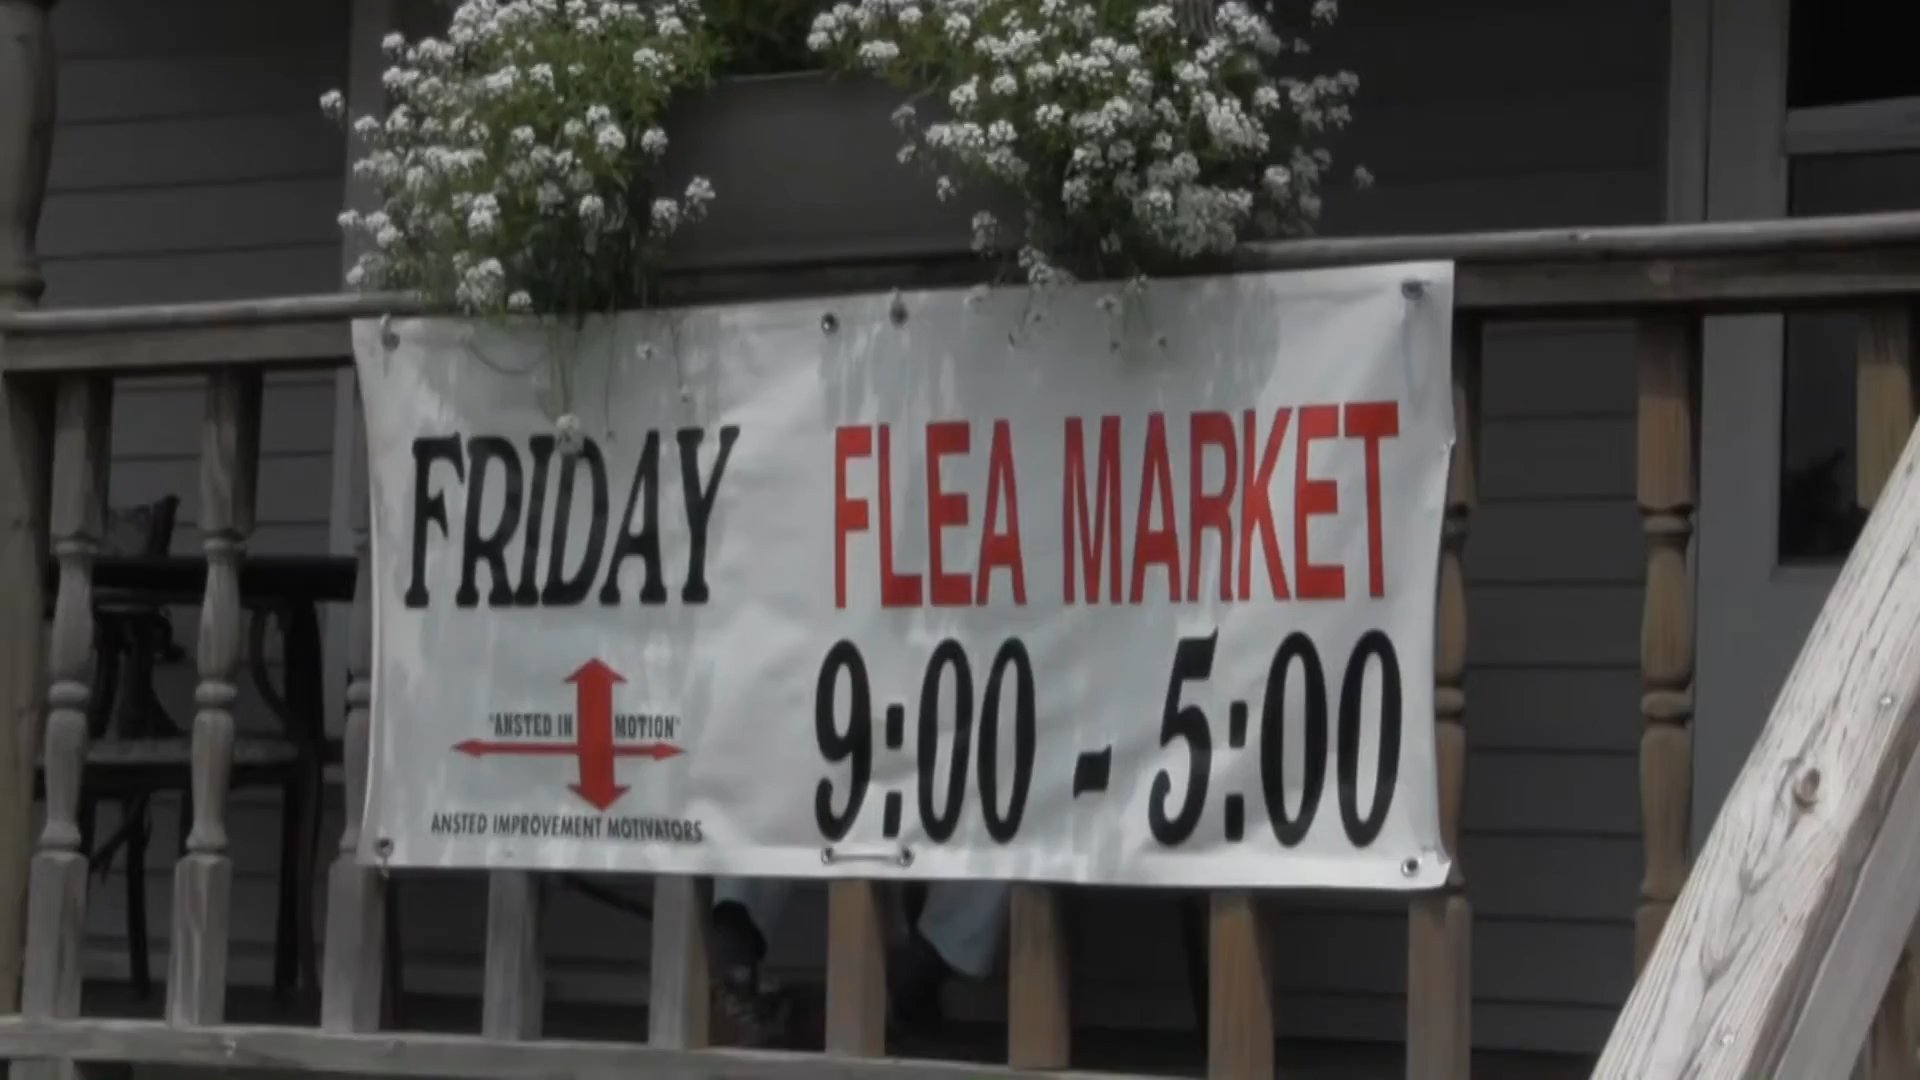 FRIDAY FLEA MARKET
9:00 - 5:00
"ANSTED IN MOTION"
ANSTED IMPROVEMENT MOTIVATORS